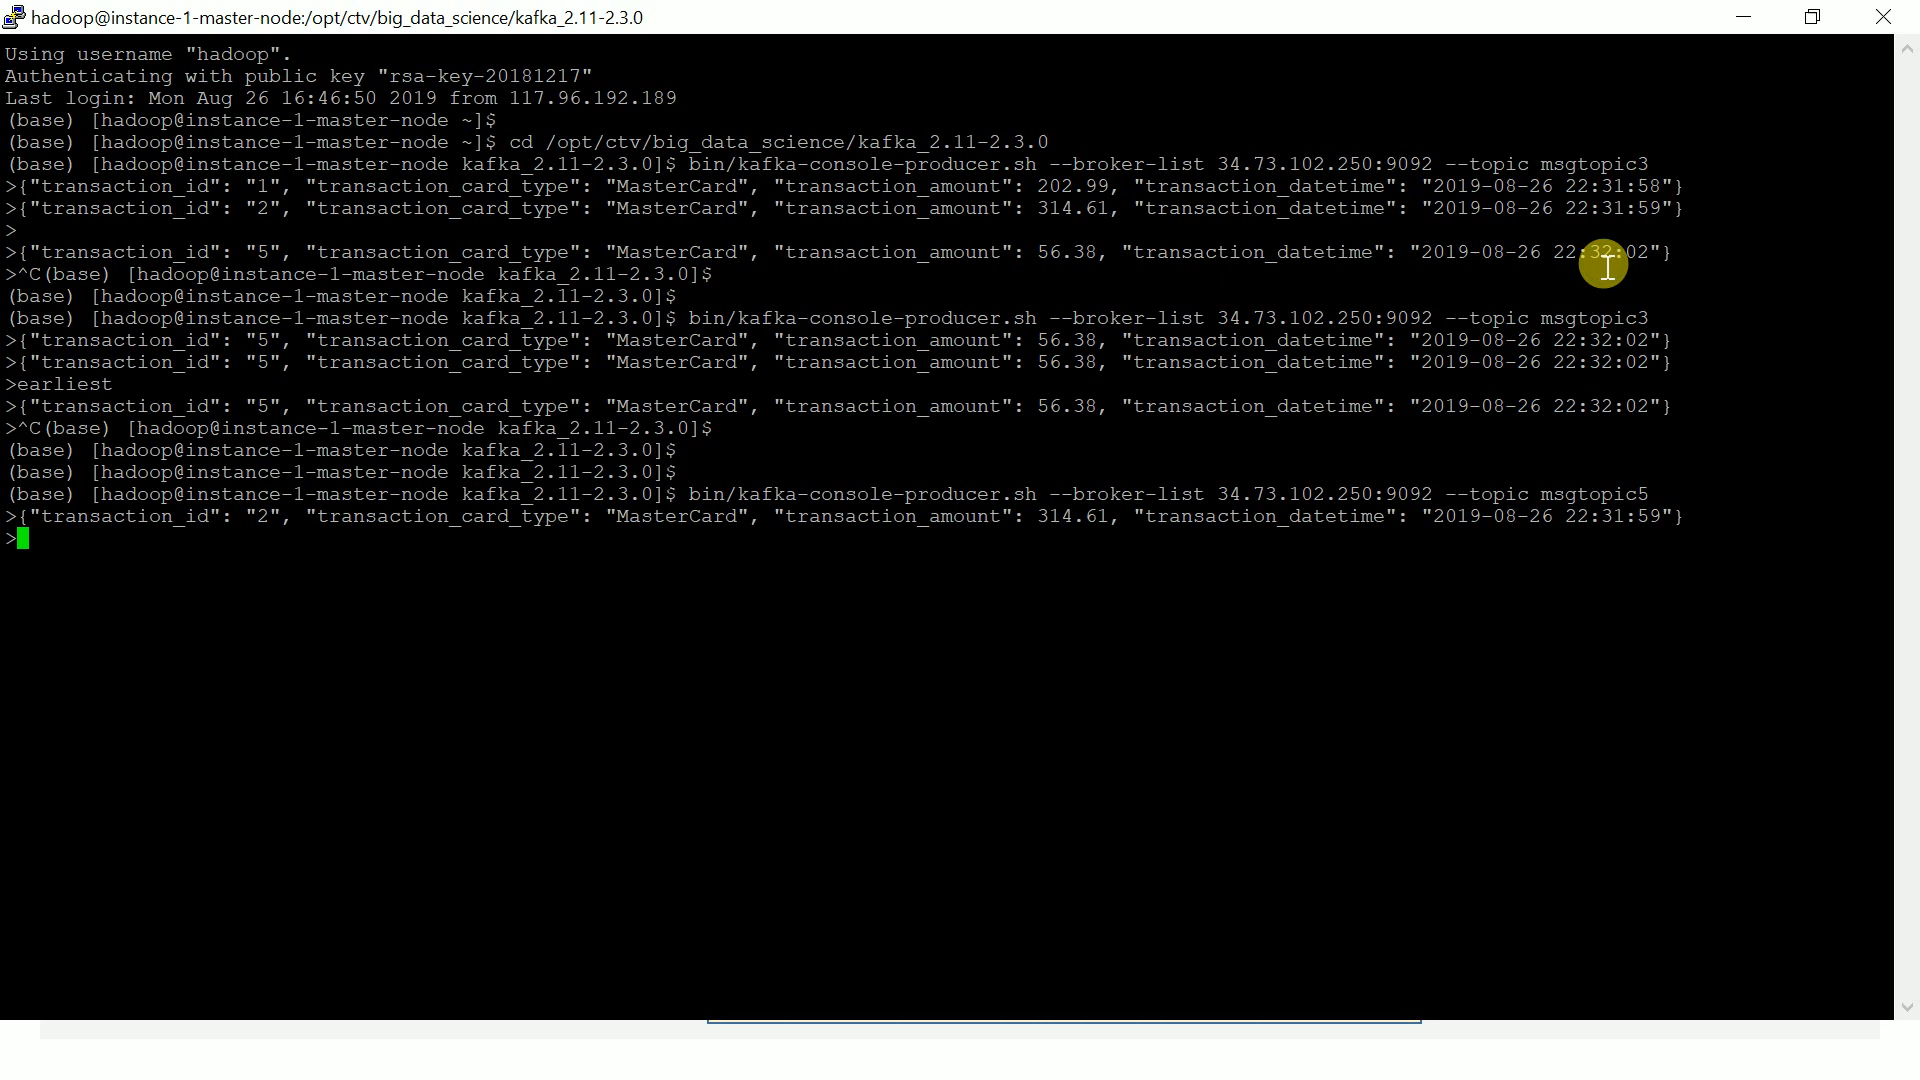 hadoop@instance-1-master-node:/opt/ctv/big_data_science/kafka_2.11-2.3.0
Using username "hadoop".
Authenticating with public key "rsa-key-20181217"
Last login: Mon Aug 26 16:46:50 2019 from 117.96.192.189
(base) [hadoop@instance-1-master-node ~]$
(base) [hadoop@instance-1-master-node ~]$ cd /opt/ctv/big_data_science/kafka_2.11-2.3.0
(base) [hadoop@instance-1-master-node kafka_2.11-2.3.0]$ bin/kafka-console-producer.sh --broker-list 34.73.102.250:9092 --topic msgtopic3
>{"transaction_id": "1", "transaction_card_type": "MasterCard", "transaction_amount": 202.99, "transaction_datetime": "2019-08-26 22:31:58"}
>{"transaction_id": "2", "transaction_card_type": "MasterCard", "transaction_amount": 314.61, "transaction_datetime": "2019-08-26 22:31:59"}
>
>{"transaction_id": "5", "transaction_card_type": "MasterCard", "transaction_amount": 56.38, "transaction_datetime": "2019-08-26 22:32:02"}
>^C(base) [hadoop@instance-1-master-node kafka_2.11-2.3.0]$
(base) [hadoop@instance-1-master-node kafka_2.11-2.3.0]$
(base) [hadoop@instance-1-master-node kafka_2.11-2.3.0]$ bin/kafka-console-producer.sh --broker-list 34.73.102.250:9092 --topic msgtopic3
>{"transaction_id": "5", "transaction_card_type": "MasterCard", "transaction_amount": 56.38, "transaction_datetime": "2019-08-26 22:32:02"}
>{"transaction_id": "5", "transaction_card_type": "MasterCard", "transaction_amount": 56.38, "transaction_datetime": "2019-08-26 22:32:02"}
>earliest
>{"transaction_id": "5", "transaction_card_type": "MasterCard", "transaction_amount": 56.38, "transaction_datetime": "2019-08-26 22:32:02"}
>^C(base) [hadoop@instance-1-master-node kafka_2.11-2.3.0]$
(base) [hadoop@instance-1-master-node kafka_2.11-2.3.0]$
(base) [hadoop@instance-1-master-node kafka_2.11-2.3.0]$
(base) [hadoop@instance-1-master-node kafka_2.11-2.3.0]$ bin/kafka-console-producer.sh --broker-list 34.73.102.250:9092 --topic msgtopic5
>{"transaction_id": "2", "transaction_card_type": "MasterCard", "transaction_amount": 314.61, "transaction_datetime": "2019-08-26 22:31:59"}
>